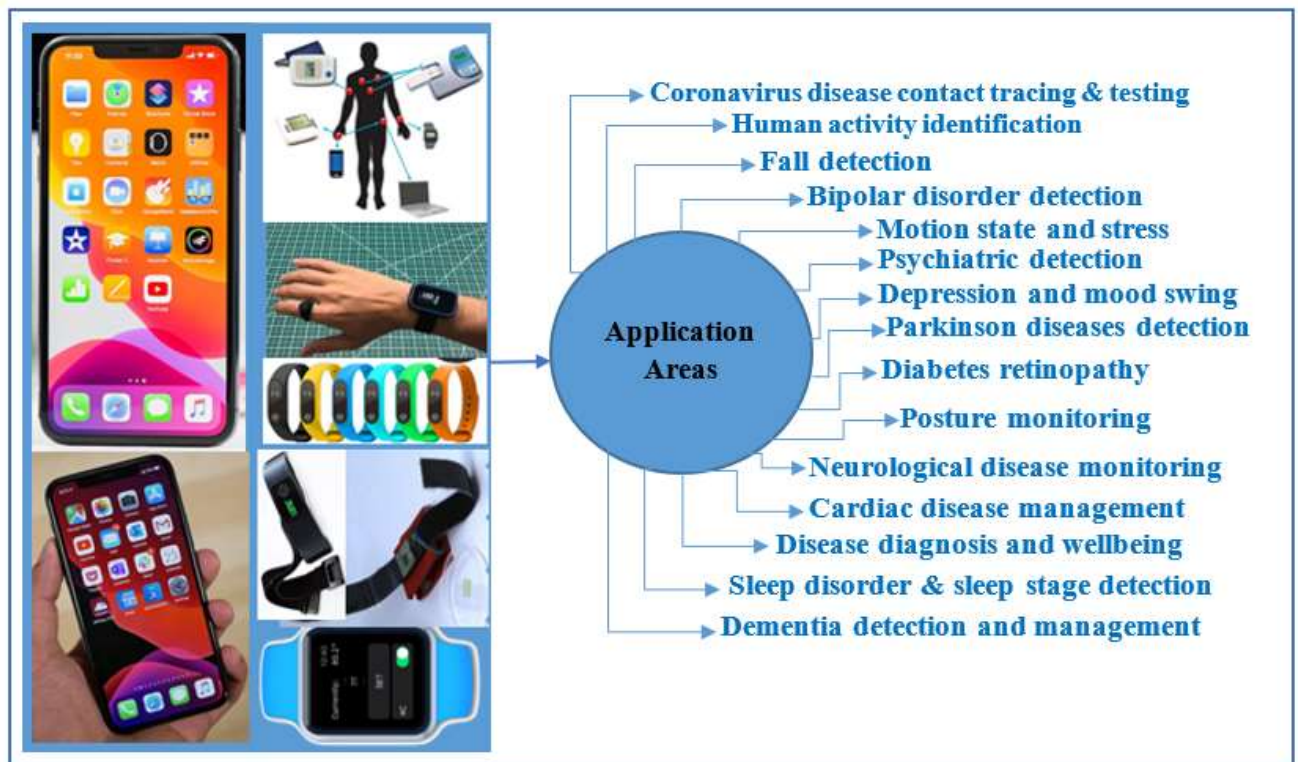 Coronavirus disease contact tracing & testing
Human activity identification
Fall detection
Bipolar disorder detection
Motion state and stress
Psychiatric detection
Depression and mood swing
Parkinson diseases detection
Diabetes retinopathy
Posture monitoring
Neurological disease monitoring
Cardiac disease management
Disease diagnosis and wellbeing
Sleep disorder & sleep stage detection
Dementia detection and management
Application
Areas
Currently:
SET